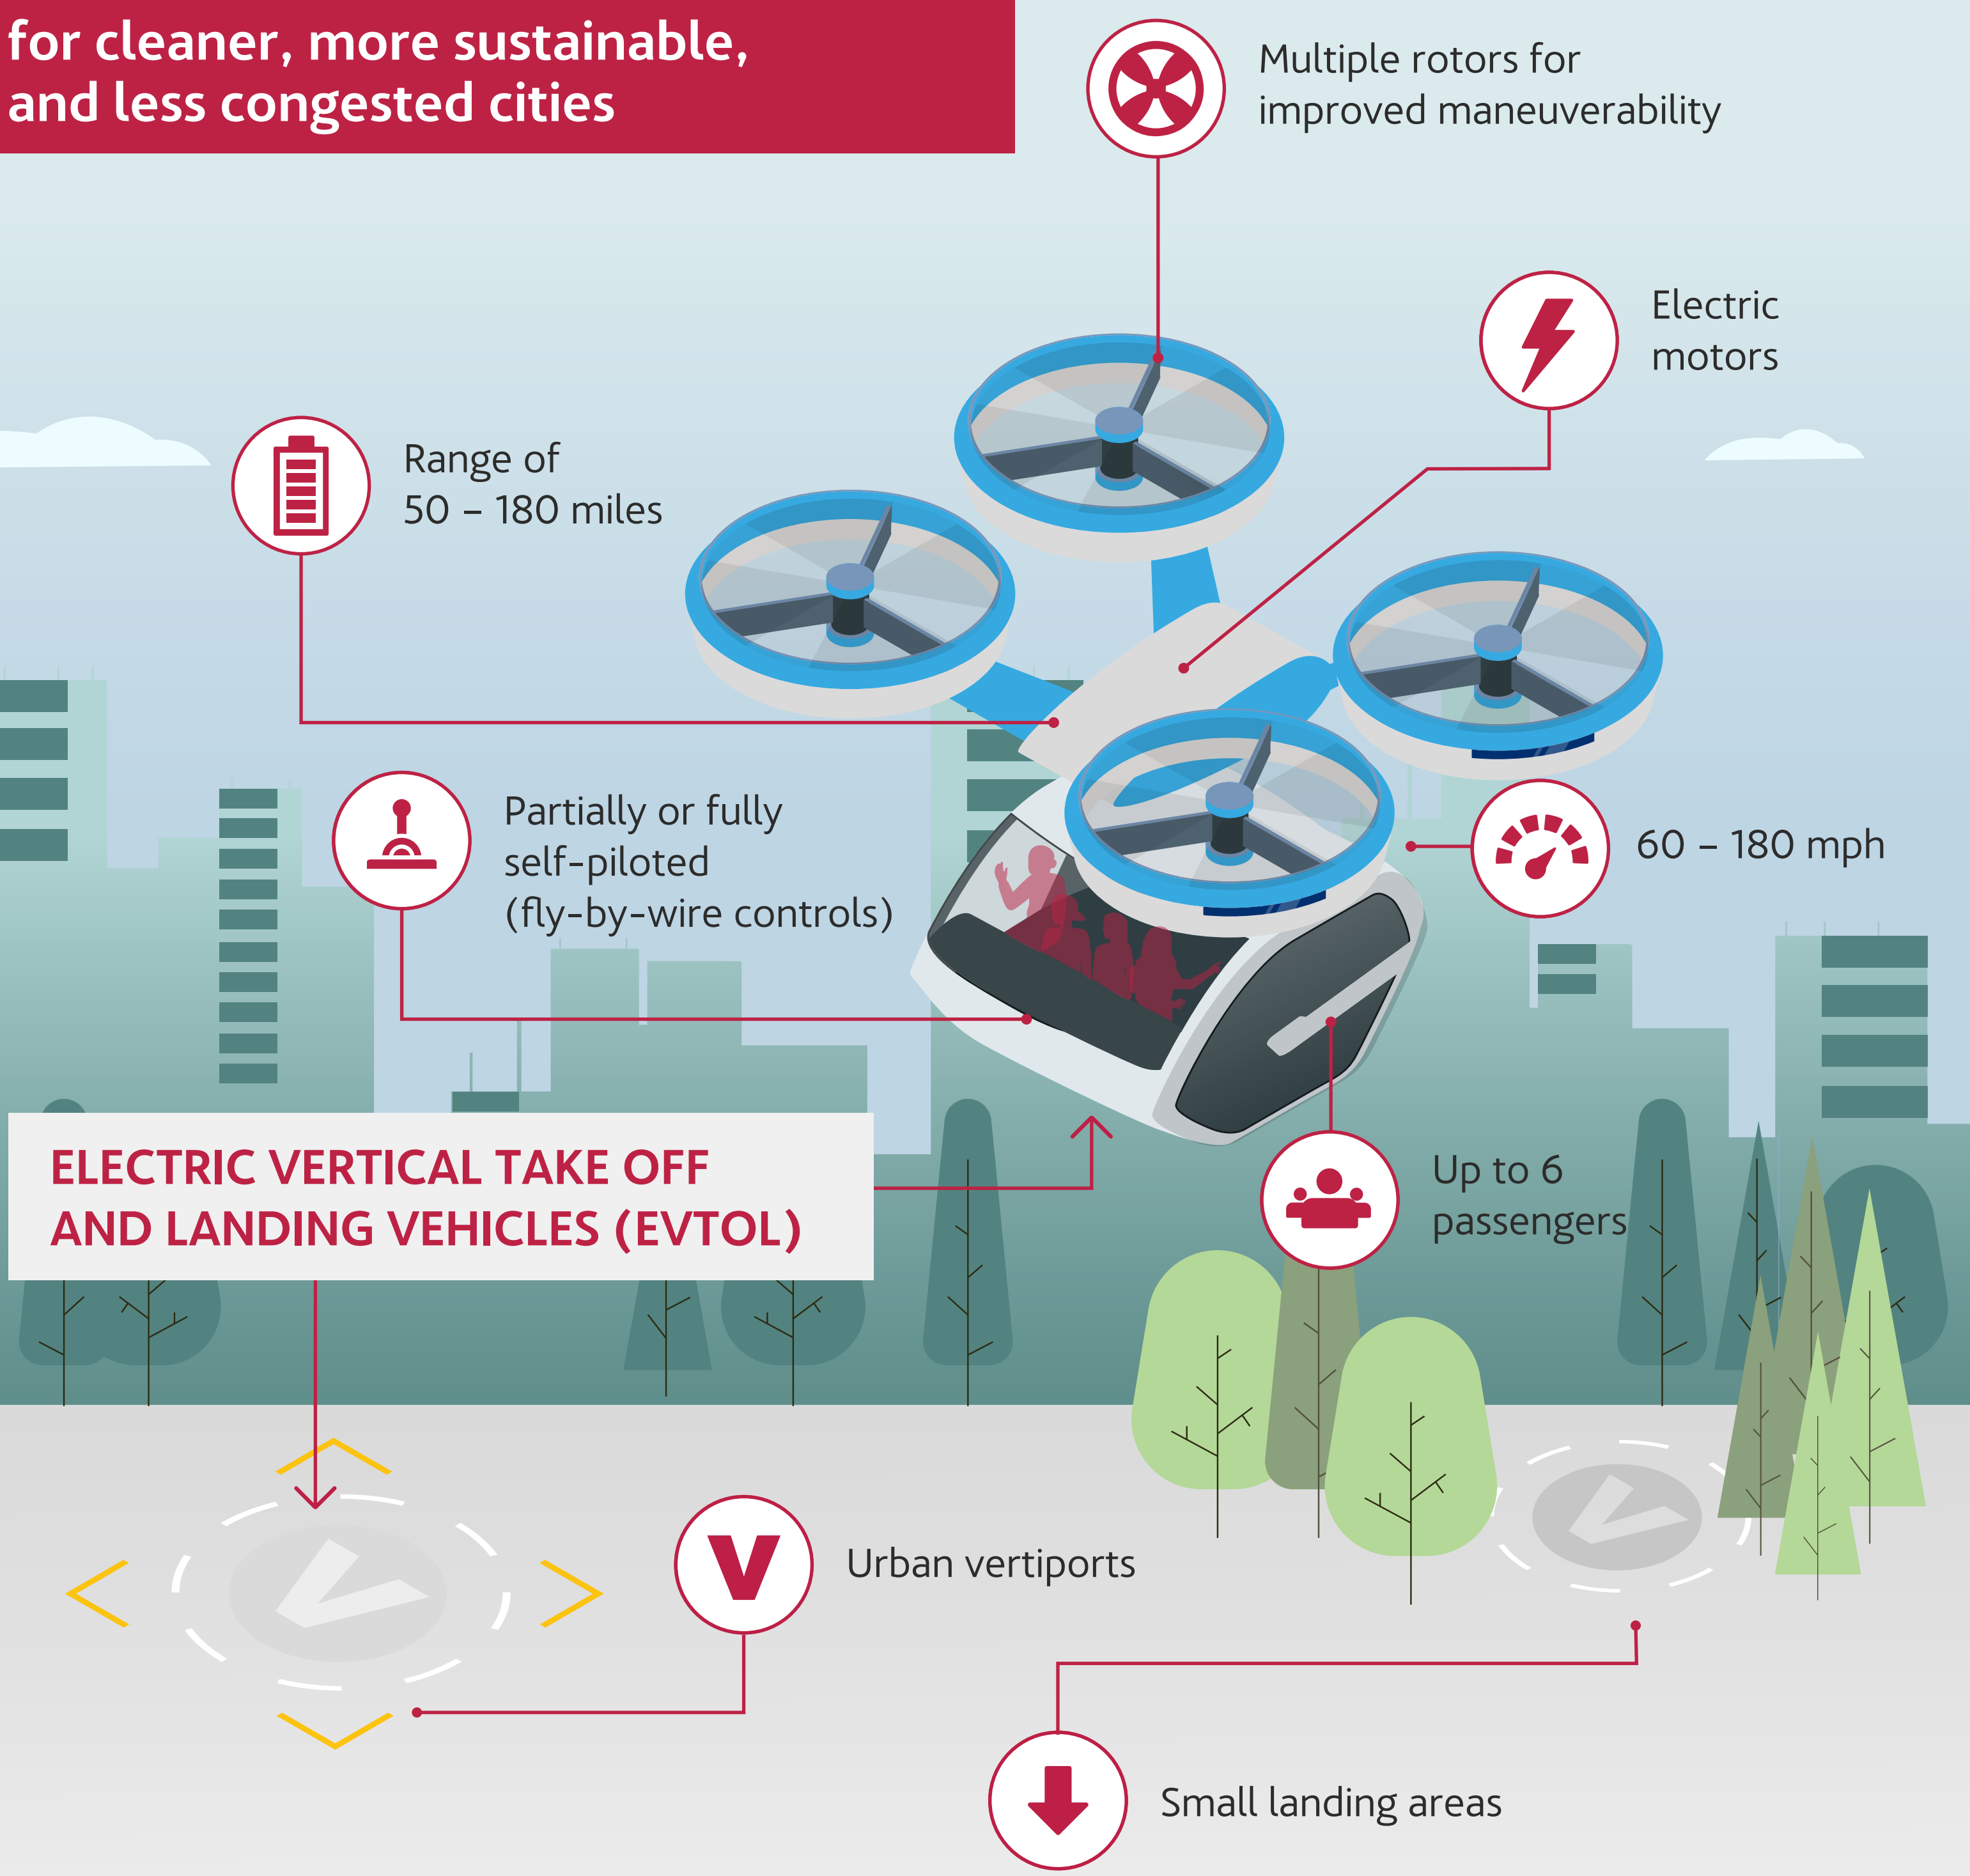 for cleaner, more sustainable,
and less congested cities
Multiple rotors for
improved maneuverability
Electric
motors
Range of
50 – 180 miles
Partially or fully
self-piloted
(fly-by-wire controls)
60 – 180 mph
ELECTRIC VERTICAL TAKE OFF
AND LANDING VEHICLES (EVTOL)
Up to 6
passengers
V
Urban vertiports
V
V
Small landing areas